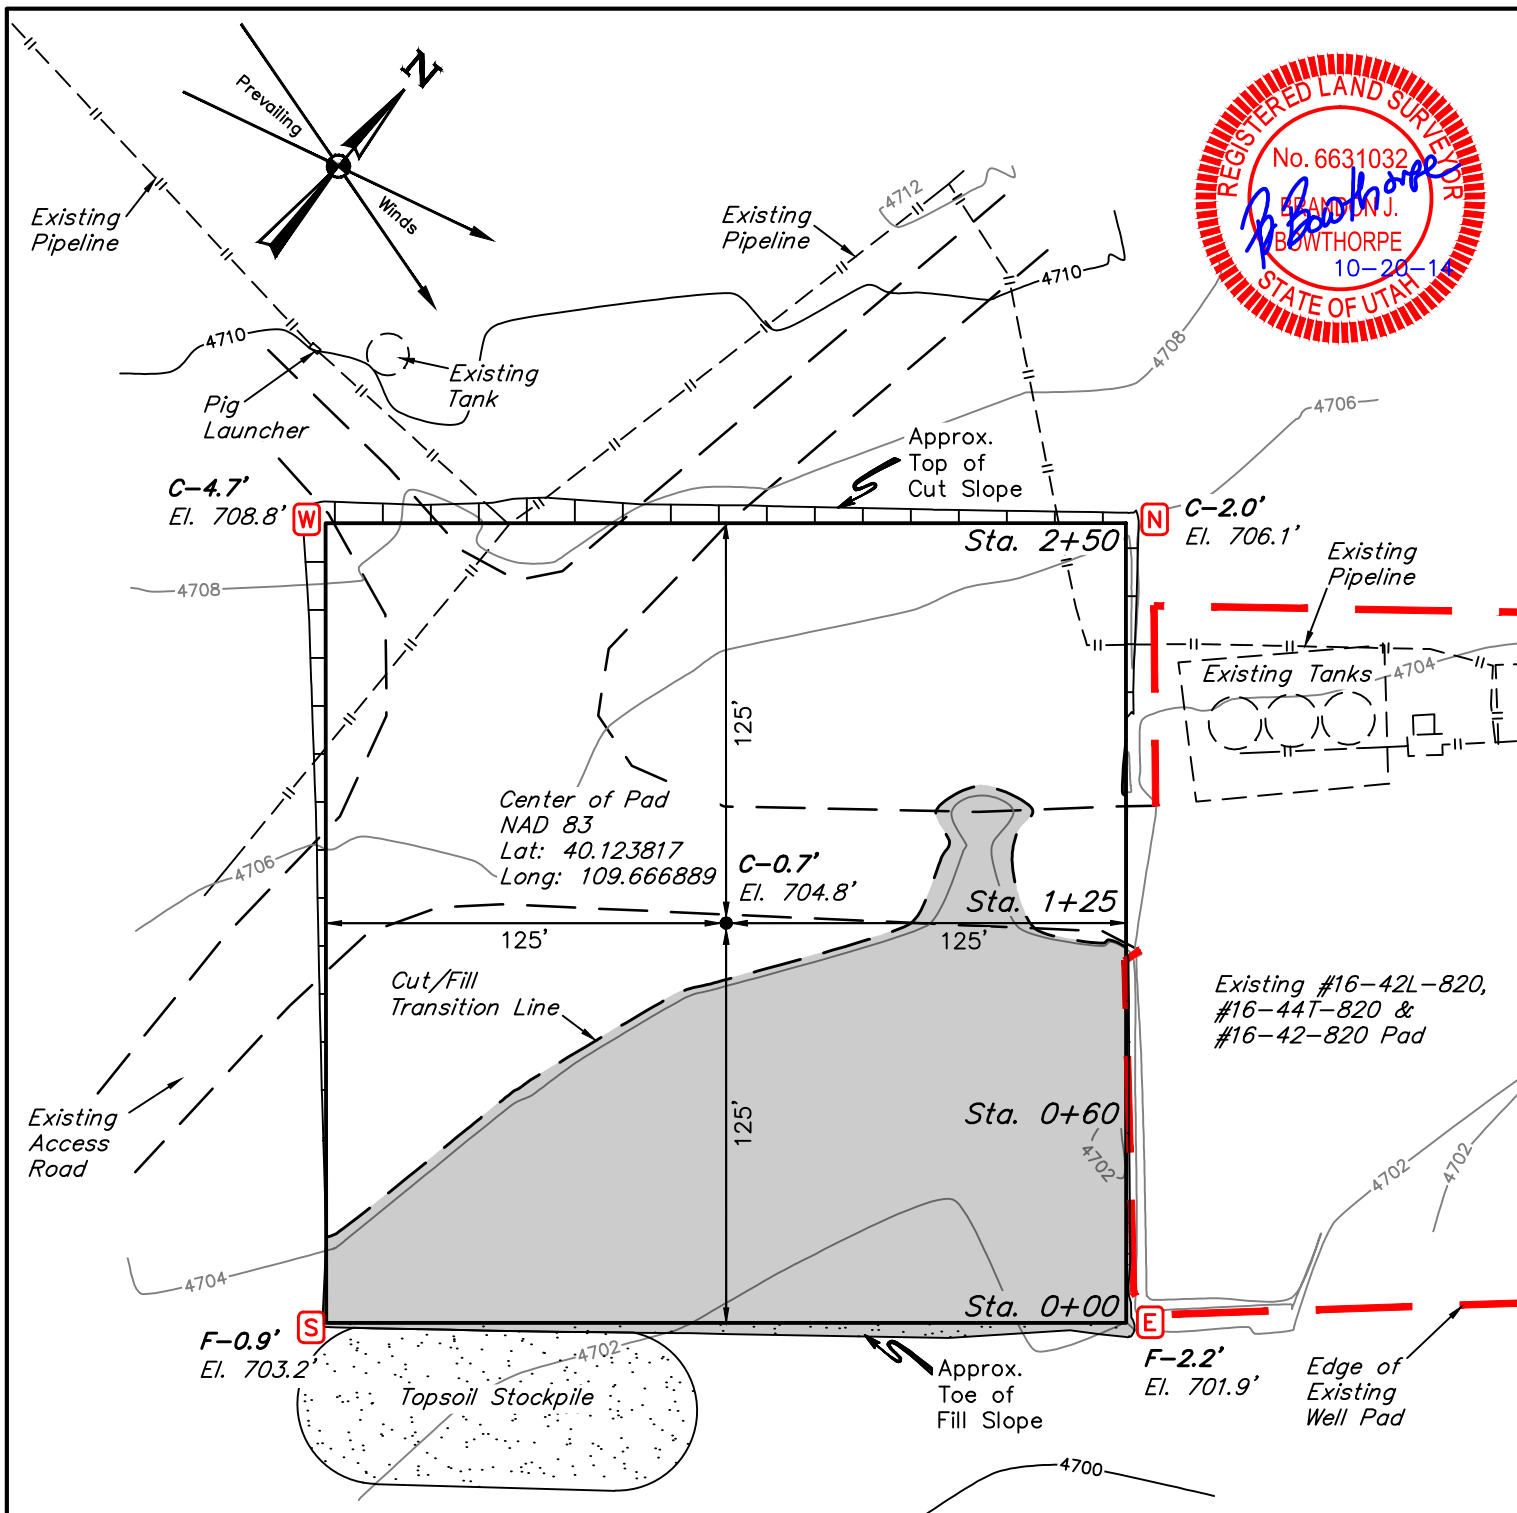 N
Prevailing
Winds
REGISTERED LAND SURVEYOR
No. 6631032
BRANDON J.
BOWTHORPE
B. Bowthorpe
10-20-14
STATE OF UTAH
Existing
Pipeline
Existing
Pipeline
4712
4710
4710
4708
4706
Existing
Tank
Pig
Launcher
Approx.
Top of
Cut Slope
C-4.7'
El. 708.8'
W
N
C-2.0'
El. 706.1'
Sta. 2+50
Existing
Pipeline
4708
Existing Tanks
4704
125'
Center of Pad
NAD 83
Lat: 40.123817
Long: 109.666889
C-0.7'
El. 704.8'
4706
Sta. 1+25
125'
125'
Cut/Fill
Transition Line
Existing #16-42L-820,
#16-44T-820 &
#16-42-820 Pad
Existing
Access
Road
125'
Sta. 0+60
4702
4702
4702
4704
Sta. 0+00
S
E
F-0.9'
El. 703.2'
4702
Topsoil Stockpile
Approx.
Toe of
Fill Slope
F-2.2'
El. 701.9'
Edge of
Existing
Well Pad
4700